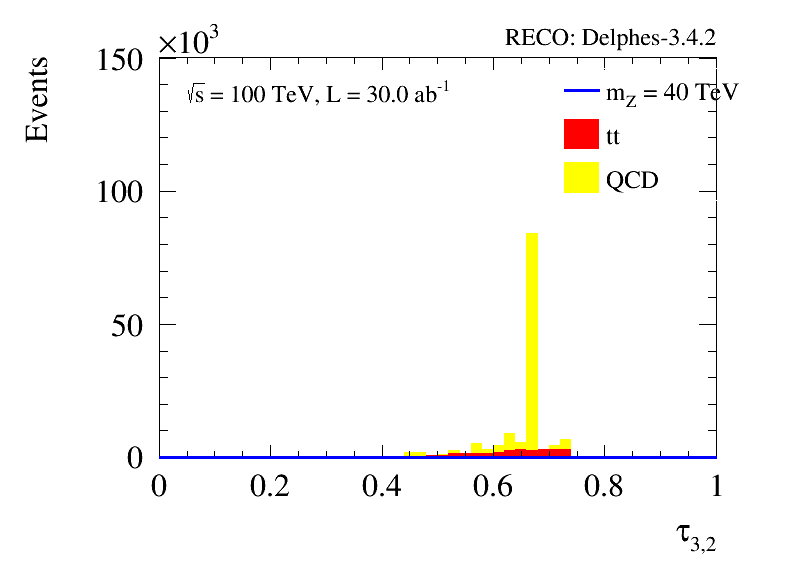 ×10³
RECO: Delphes-3.4.2
Events
√s = 100 TeV, L = 30.0 ab⁻¹
m_Z = 40 TeV
tt
QCD
150
100
50
0
0 0.2 0.4 0.6 0.8 1
τ_3,2